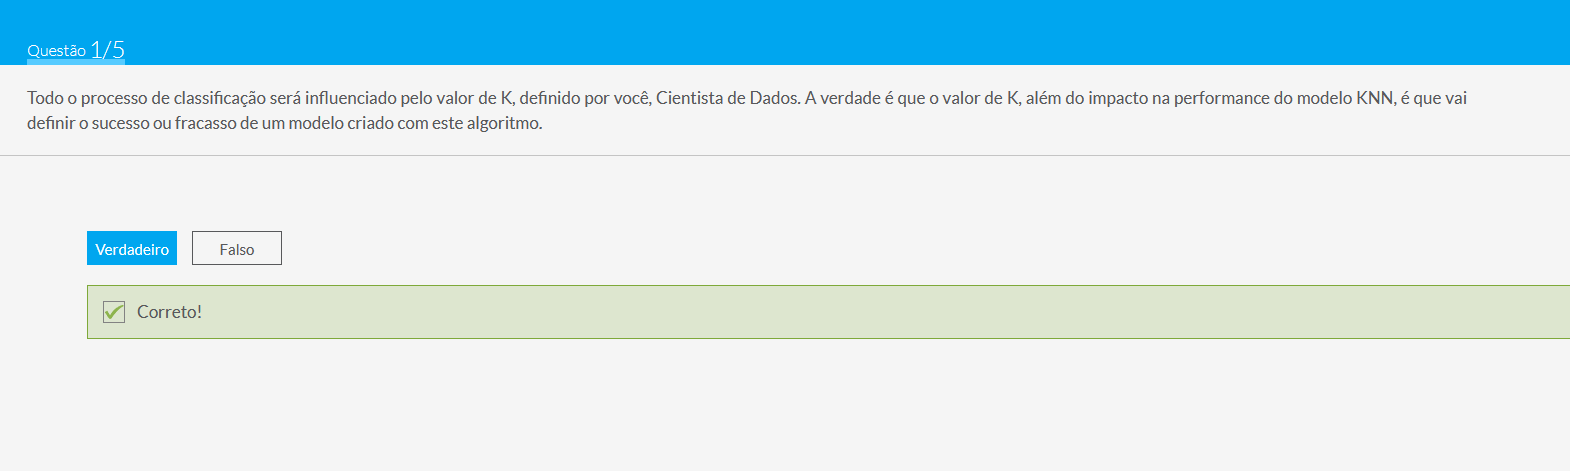 Questão 1/5
Todo o processo de classificação será influenciado pelo valor de K, definido por você, Cientista de Dados. A verdade é que o valor de K, além do impacto na performance do modelo KNN, é que vai
definir o sucesso ou fracasso de um modelo criado com este algoritmo.
Verdadeiro Falso
Correto!